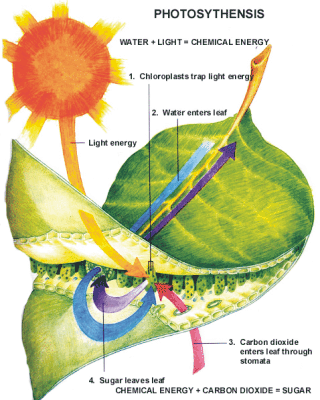 PHOTOSYTHENSIS
WATER + LIGHT = CHEMICAL ENERGY
1. Chloroplasts trap light energy
2. Water enters leaf
Light energy
3. Carbon dioxide
enters leaf through
stomata
4. Sugar leaves leaf
CHEMICAL ENERGY + CARBON DIOXIDE = SUGAR